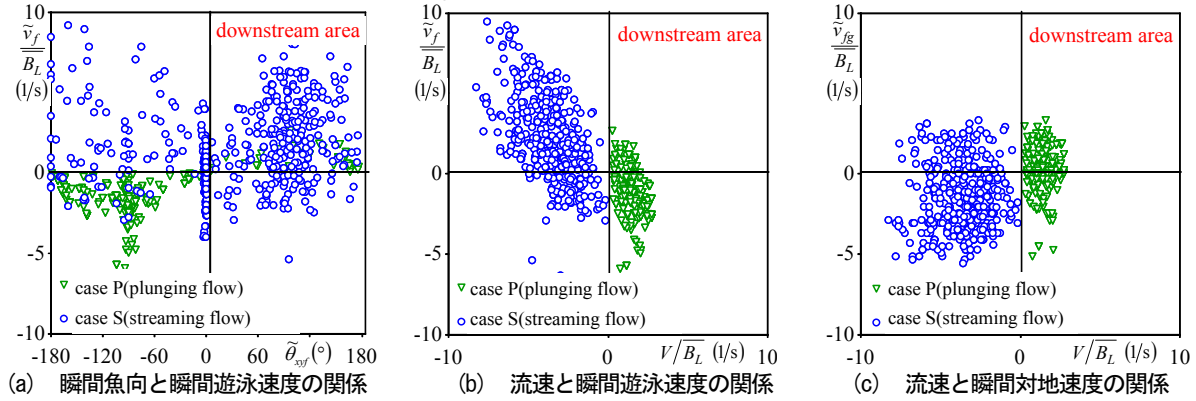 10
ṽ_f
B_L
(1/s)
downstream area
0
-5
case P(plunging flow)
case S(streaming flow)
-10
-180 -120 -60 0 60 120 180
θ̃_xyf(°)
(a) 瞬間魚向と瞬間遊泳速度の関係
10
ṽ_f
B_L
(1/s)
downstream area
0
-5
case P(plunging flow)
case S(streaming flow)
-10
-10 0 10
V/B_L (1/s)
(b) 流速と瞬間遊泳速度の関係
10
ṽ_fg
B_L
(1/s)
downstream area
0
-5
case P(plunging flow)
case S(streaming flow)
-10
-10 0 10
V/B_L (1/s)
(c) 流速と瞬間対地速度の関係